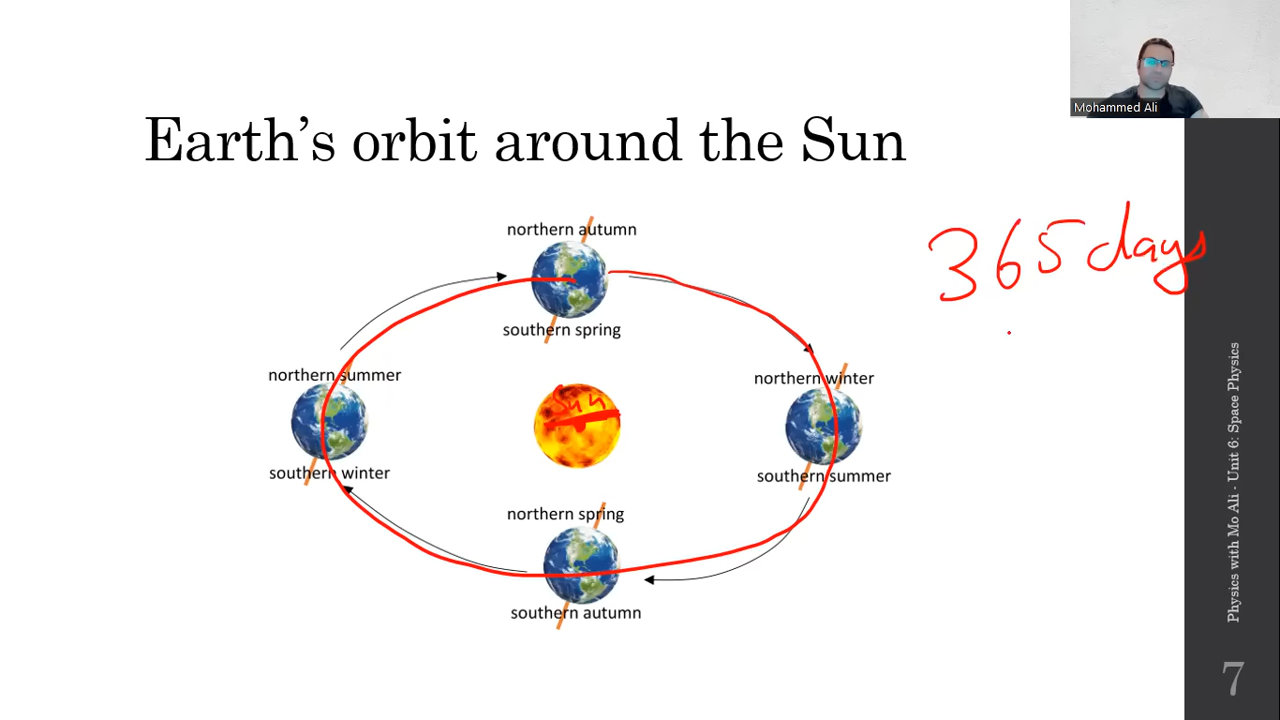 Mohammed Ali
Earth's orbit around the Sun
365 days
northern autumn
southern spring
northern summer
southern winter
Sun
northern winter
southern summer
northern spring
southern autumn
Physics with Mo Ali - Unit 6: Space Physics
7